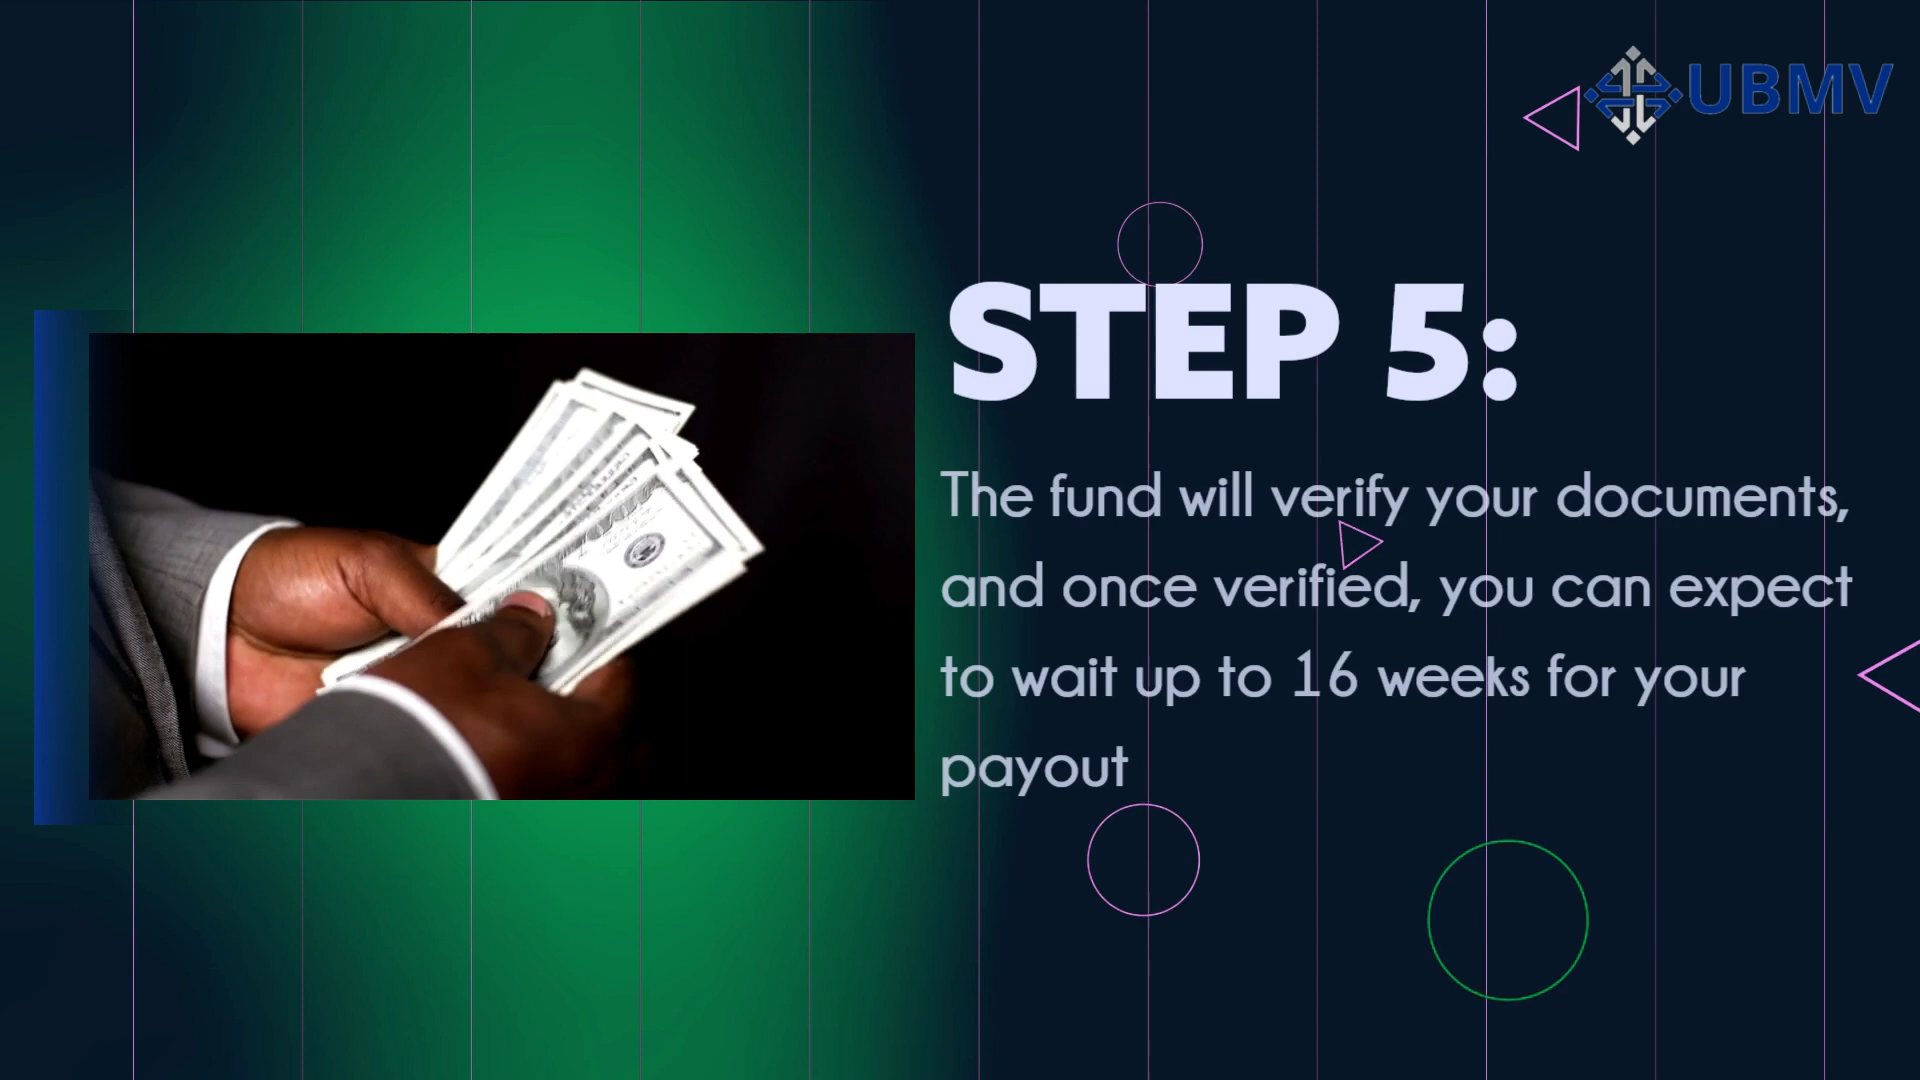 UBMV
STEP 5:
The fund will verify your documents,
and once verified, you can expect
to wait up to 16 weeks for your
payout